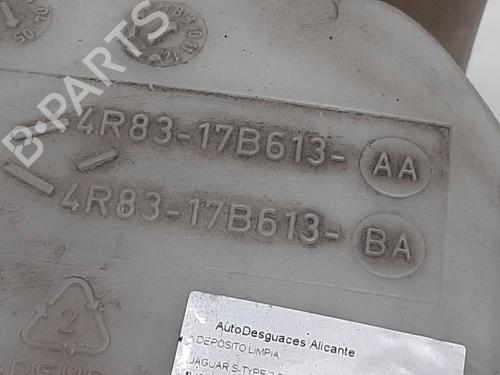 4R83-17B613- AA
4R83-17B613- BA
B-PARTS
2
AutoDesguaces Alicante
DEPOSITO LIMPIA
JAGUAR S-TYPE